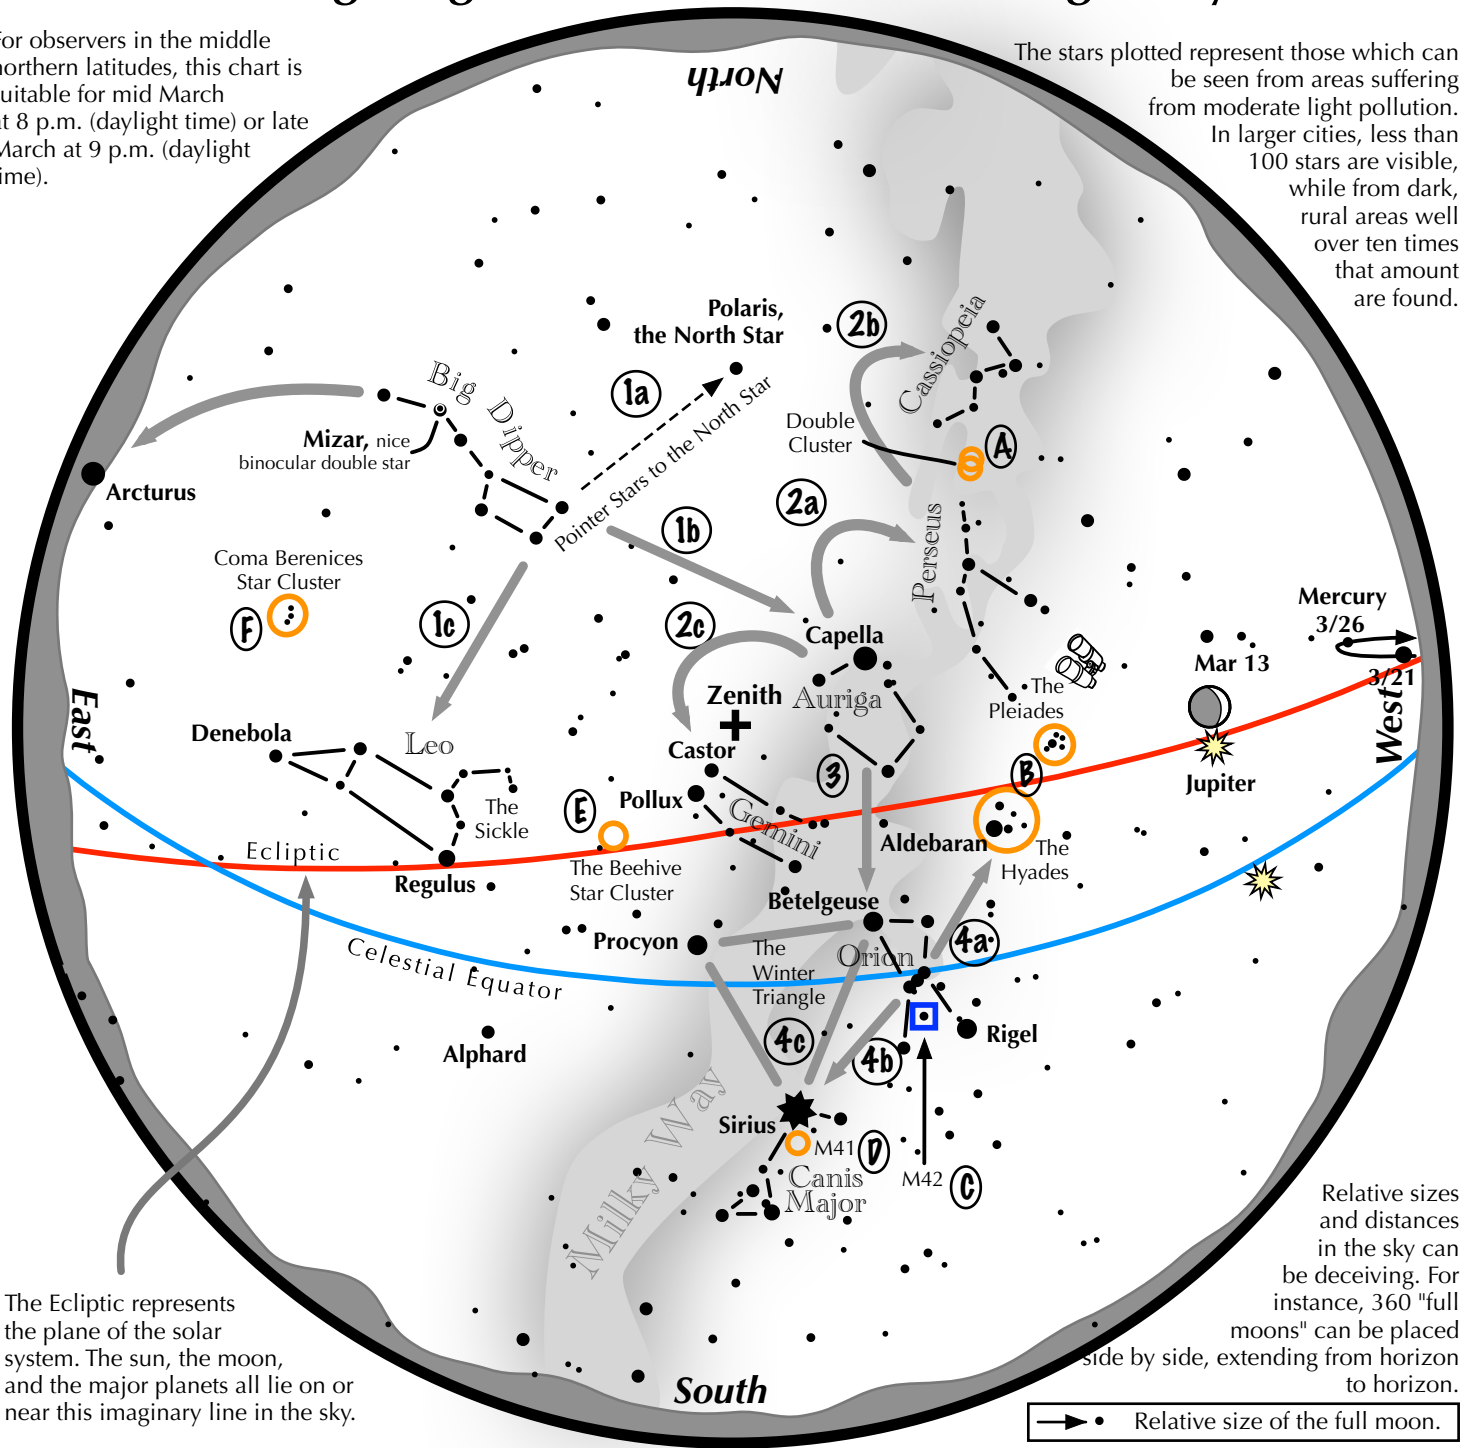 For observers in the middle
northern latitudes, this chart is
suitable for mid March
at 8 p.m. (daylight time) or late
March at 9 p.m. (daylight
time).
The stars plotted represent those which can
be seen from areas suffering
from moderate light pollution.
In larger cities, less than
100 stars are visible,
while from dark,
rural areas well
over ten times
that amount
are found.
North
Polaris,
the North Star
2b
Cassiopeia
1a
Big Dipper
Pointer Stars to the North Star
Mizar, nice
binocular double star
Double
Cluster
A
Arcturus
2a
1b
Perseus
Coma Berenices
Star Cluster
F
1c
2c
Capella
Mercury
3/26
3/21
Mar 13
The
Pleiades
Zenith
Auriga
East
West
Denebola
Leo
Castor
3
B
Jupiter
Pollux
Gemini
E
The
Sickle
Ecliptic
Aldebaran
The
Hyades
Regulus
The Beehive
Star Cluster
Betelgeuse
Procyon
The
Winter
Triangle
Orion
4a
Celestial Equator
Alphard
4c
4b
Rigel
Milky Way
Sirius
M41
D
M42
C
Canis
Major
The Ecliptic represents
the plane of the solar
system. The sun, the moon,
and the major planets all lie on or
near this imaginary line in the sky.
South
Relative sizes
and distances
in the sky can
be deceiving. For
instance, 360 "full
moons" can be placed
side by side, extending from horizon
to horizon.
Relative size of the full moon.